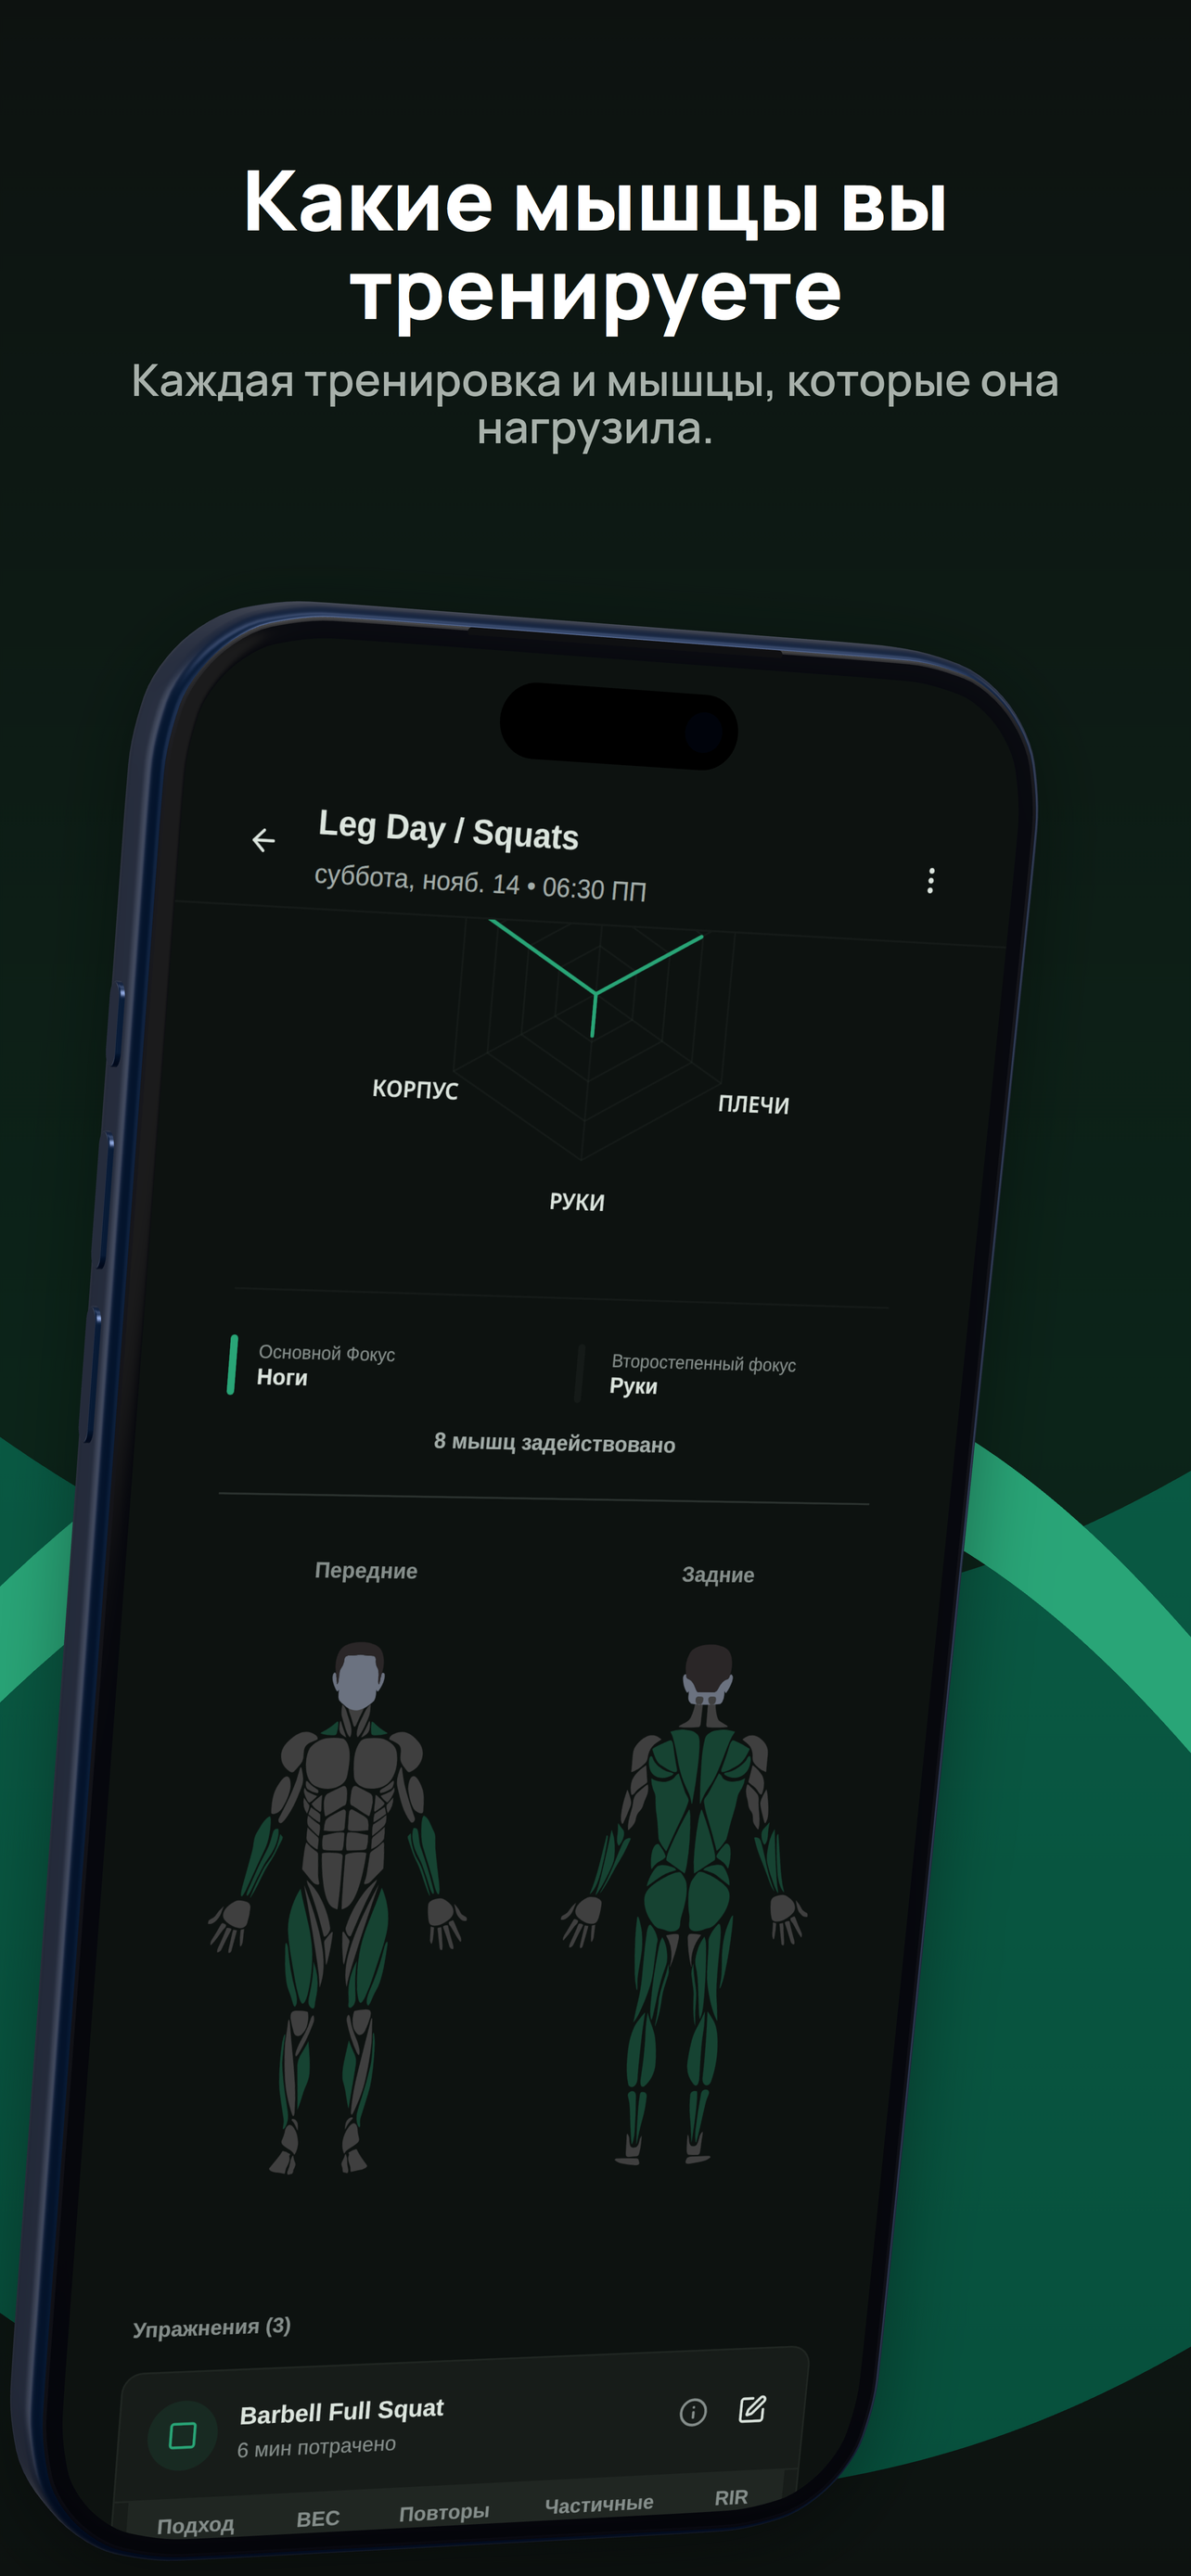 Какие мышцы вы
тренируете
Каждая тренировка и мышцы, которые она
нагрузила.
Leg Day / Squats
суббота, нояб. 14 • 06:30 ПП
КОРПУС
ПЛЕЧИ
РУКИ
Основной Фокус
Ноги
Второстепенный фокус
Руки
8 мышц задействовано
Передние
Задние
Упражнения (3)
Barbell Full Squat
6 мин потрачено
Подход ВЕС Повторы Частичные RIR